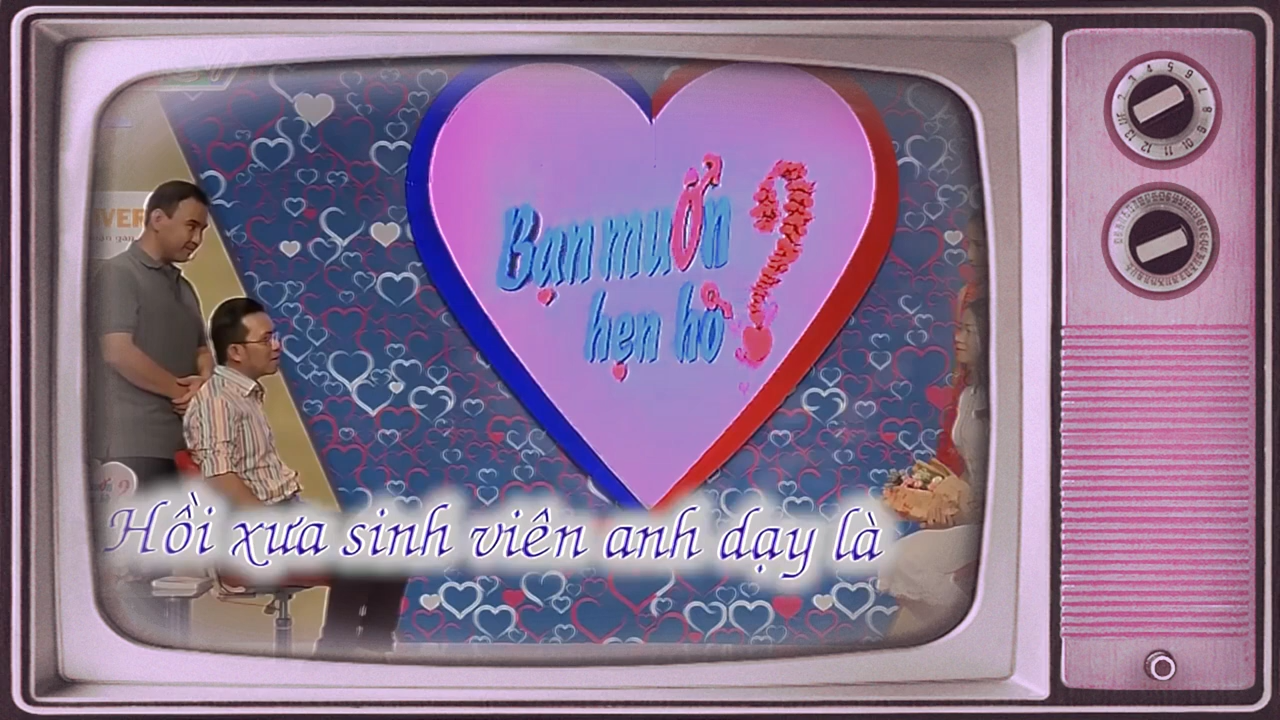 Bạn muốn
hẹn hò
?
Hồi xưa sinh viên anh dạy là